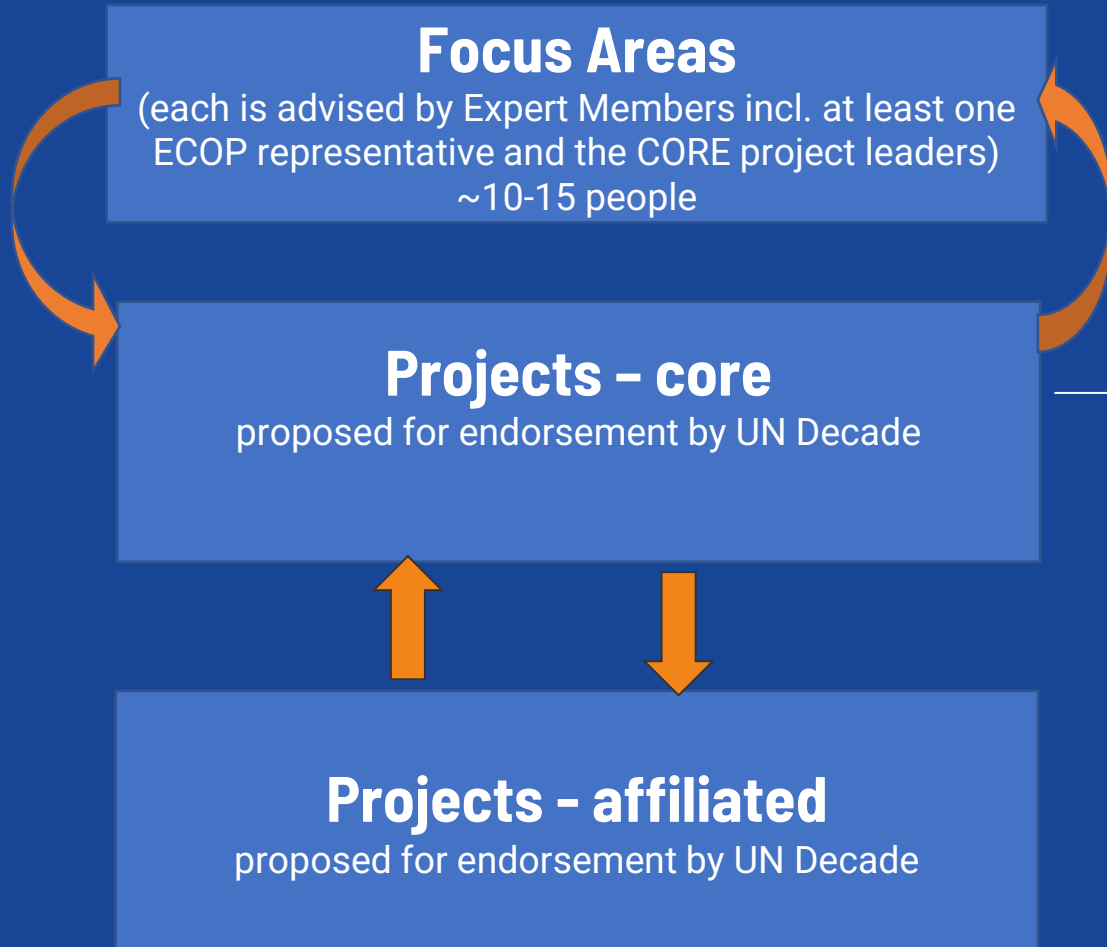 Focus Areas
(each is advised by Expert Members incl. at least one
ECOP representative and the CORE project leaders)
~10-15 people
Projects – core
proposed for endorsement by UN Decade
Projects – affiliated
proposed for endorsement by UN Decade